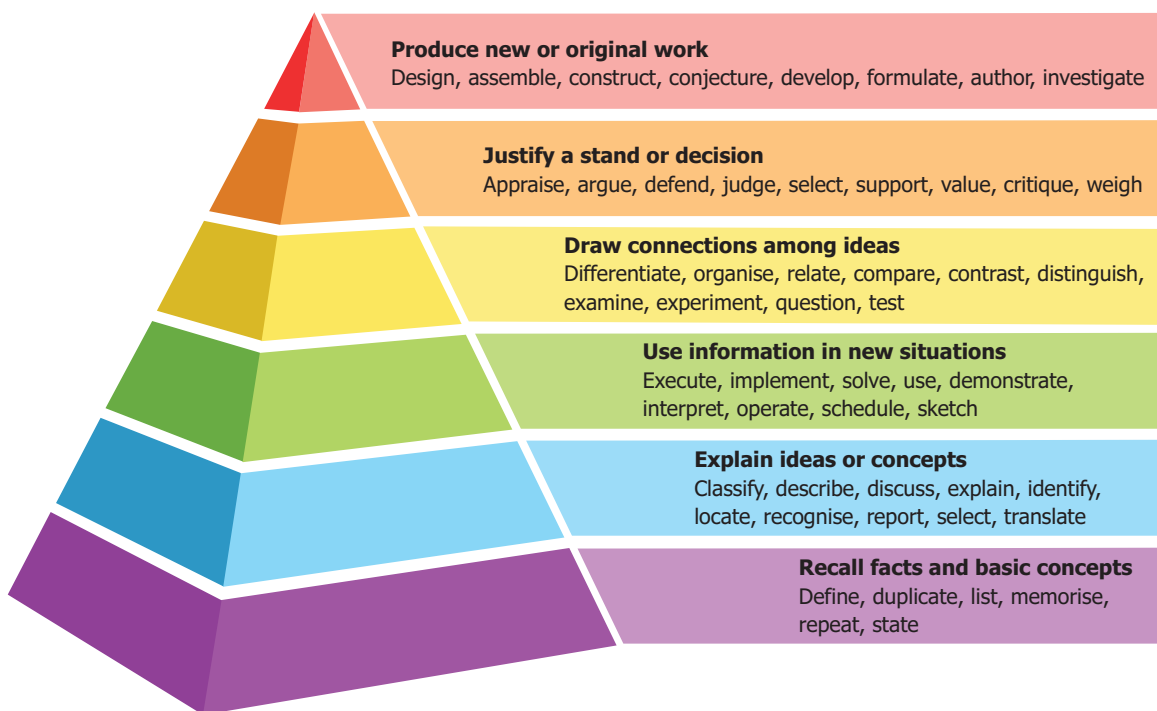 Produce new or original work
Design, assemble, construct, conjecture, develop, formulate, author, investigate
Justify a stand or decision
Appraise, argue, defend, judge, select, support, value, critique, weigh
Draw connections among ideas
Differentiate, organise, relate, compare, contrast, distinguish,
examine, experiment, question, test
Use information in new situations
Execute, implement, solve, use, demonstrate,
interpret, operate, schedule, sketch
Explain ideas or concepts
Classify, describe, discuss, explain, identify,
locate, recognise, report, select, translate
Recall facts and basic concepts
Define, duplicate, list, memorise,
repeat, state